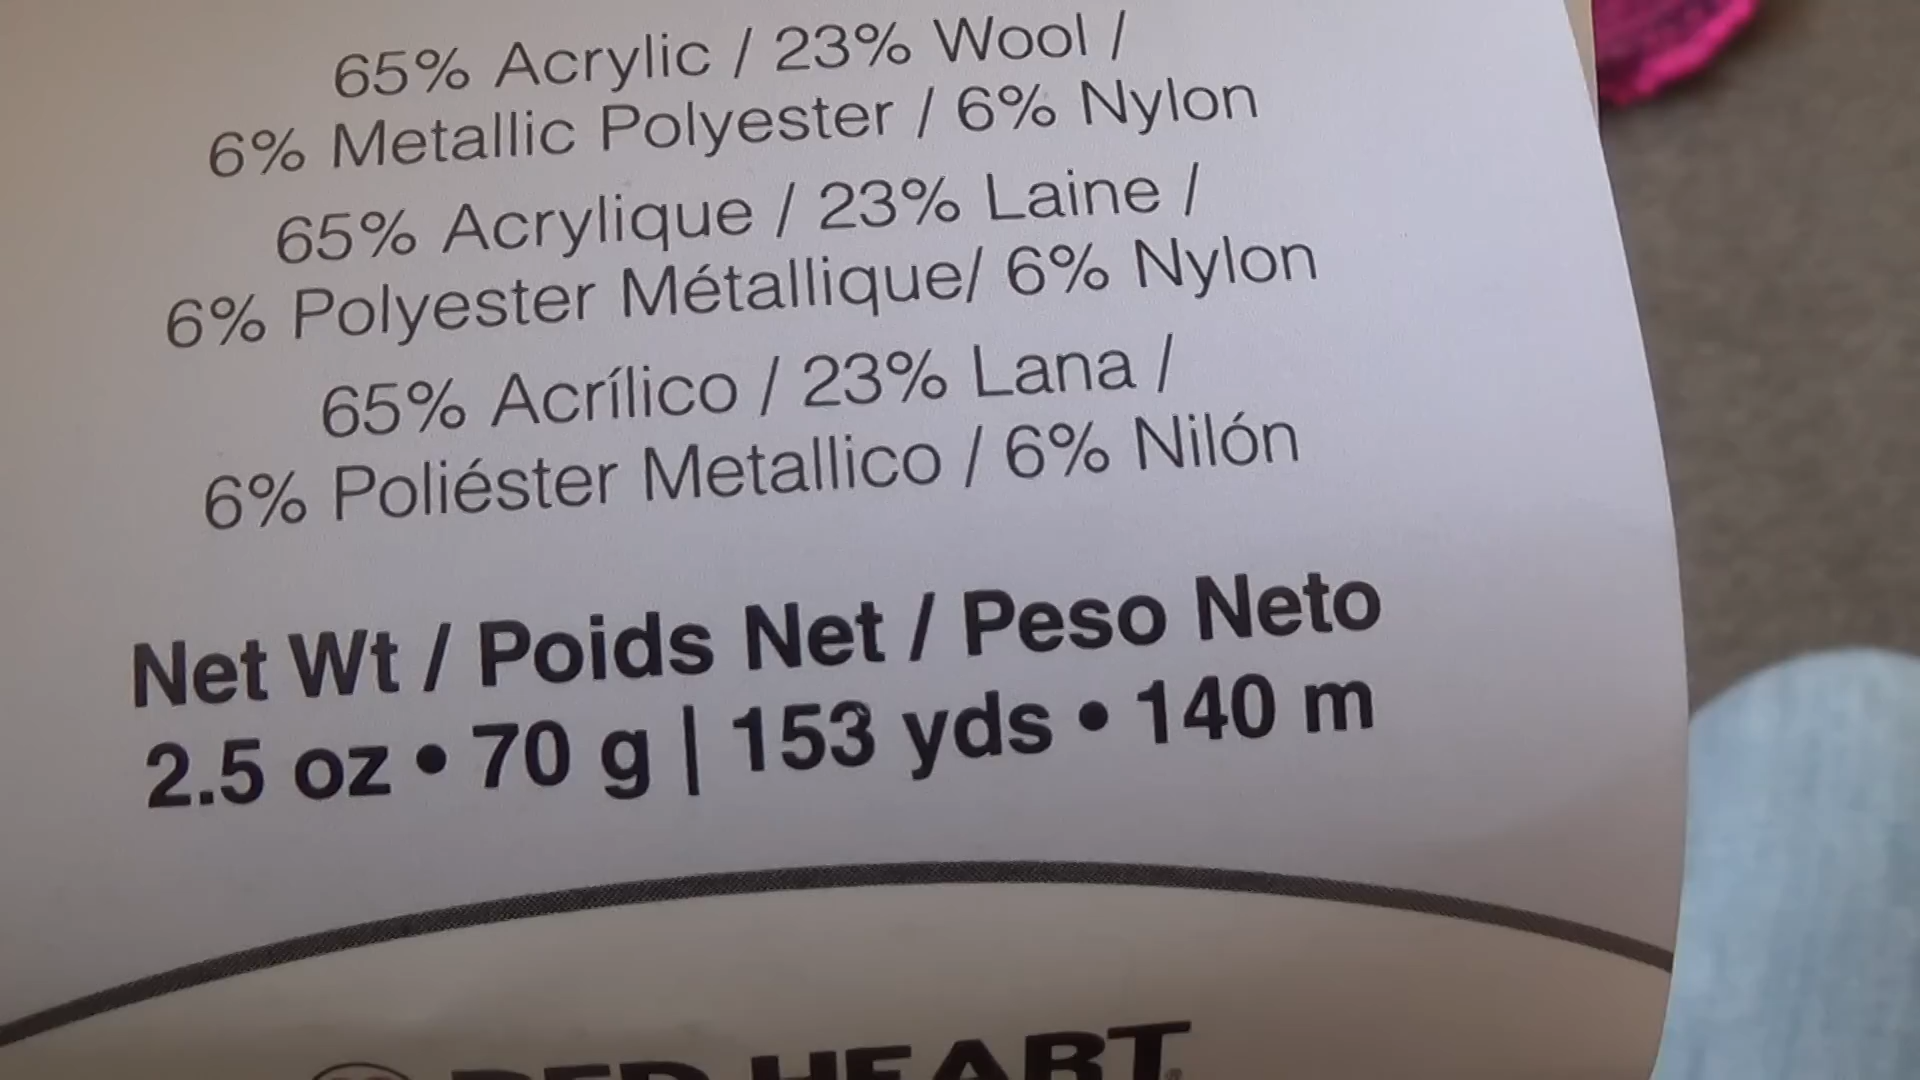 65% Acrylic / 23% Wool /
6% Metallic Polyester / 6% Nylon
65% Acrylique / 23% Laine /
6% Polyester Métallique/ 6% Nylon
65% Acrílico / 23% Lana /
6% Poliéster Metallico / 6% Nilón
Net Wt / Poids Net / Peso Neto
2.5 oz • 70 g | 153 yds • 140 m
RED HEART